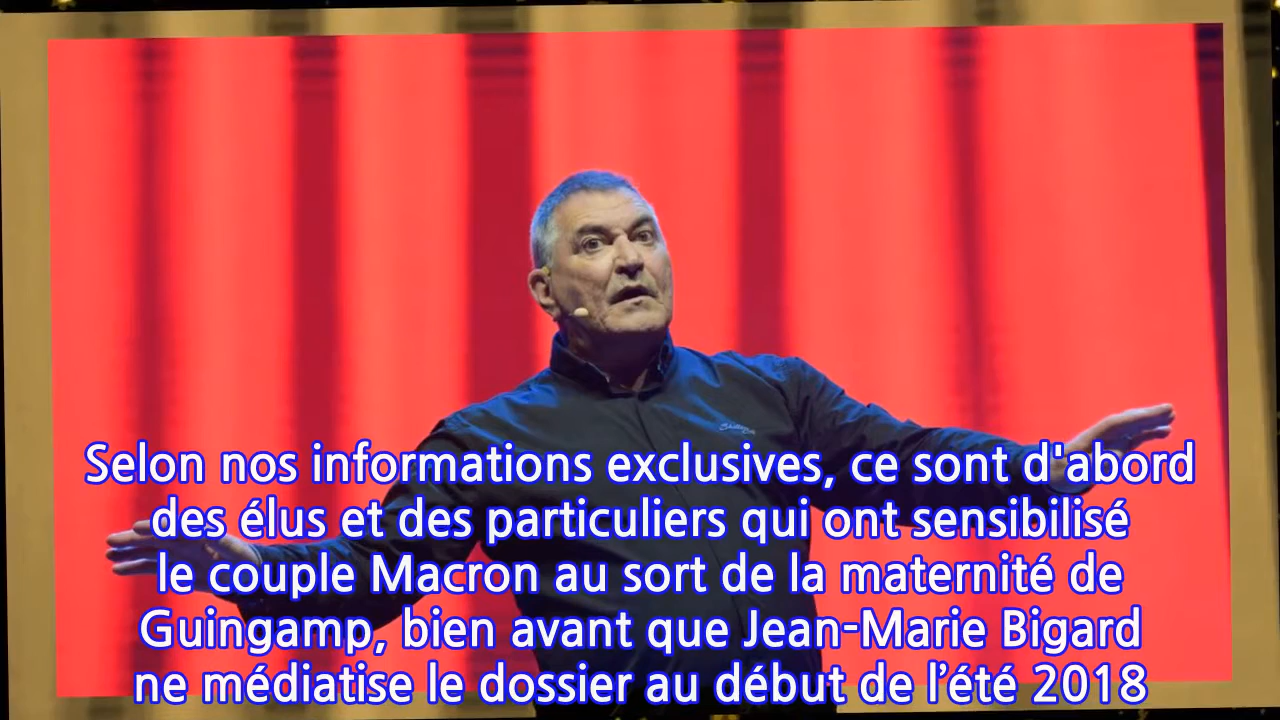 Selon nos informations exclusives, ce sont d'abord
des élus et des particuliers qui ont sensibilisé
le couple Macron au sort de la maternité de
Guingamp, bien avant que Jean-Marie Bigard
ne médiatise le dossier au début de l’été 2018